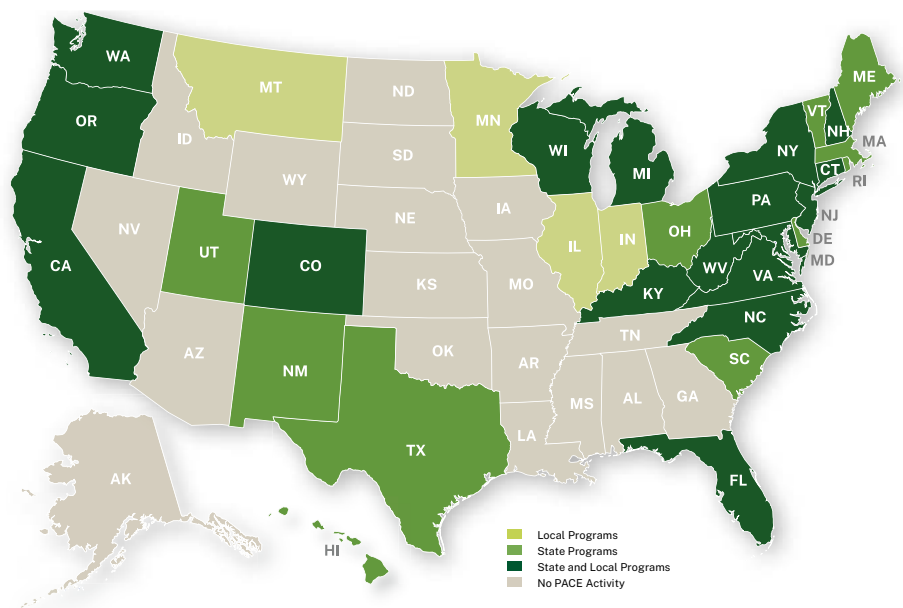 WA
ME
MT
ND
VT
MN
OR
NH
MA
ID
WI
NY
SD
MI
CT
RI
WY
PA
IA
NE
NJ
NV
OH
IL
IN
DE
UT
CA
CO
WV
MD
VA
KS
MO
KY
NC
TN
AZ
OK
NM
AR
SC
MS
AL
GA
LA
TX
AK
FL
HI
Local Programs
State Programs
State and Local Programs
No PACE Activity